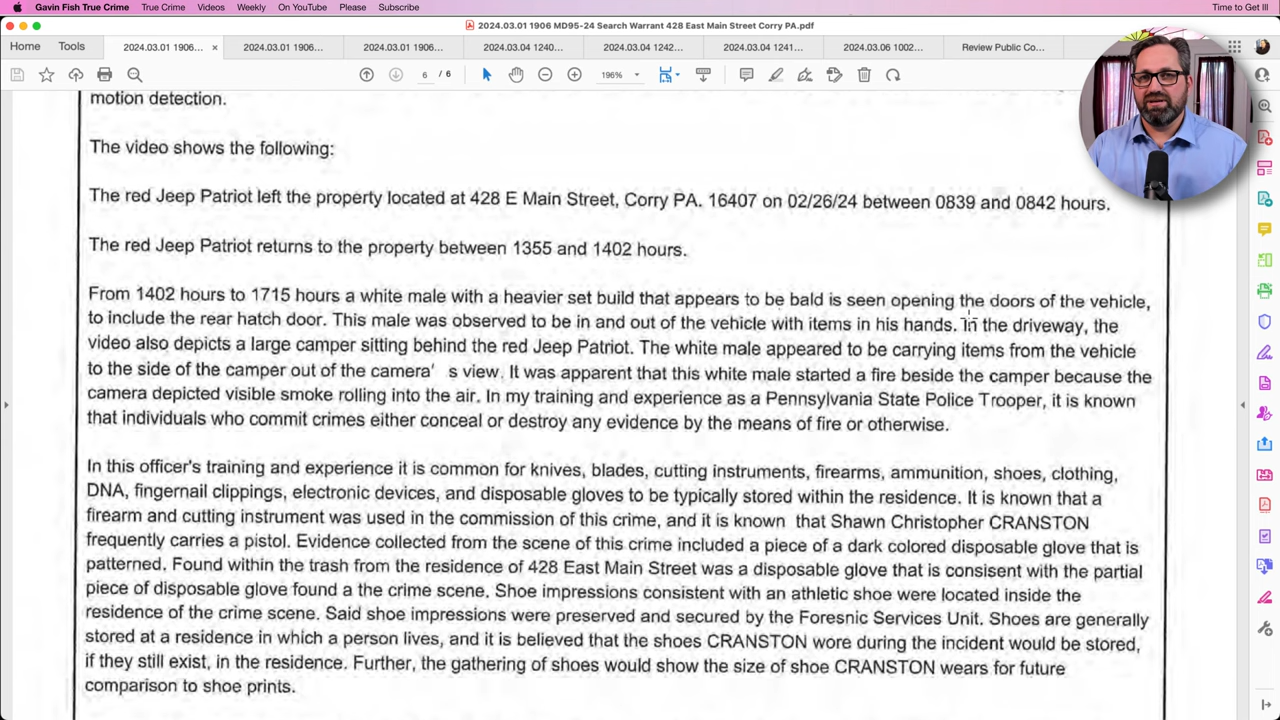 Gavin Fish True Crime True Crime Videos Weekly On YouTube Please Subscribe Time to Get Ill
2024.03.01 1906 MD95-24 Search Warrant 428 East Main Street Corry PA.pdf
Home Tools 2024.03.01 1906... × 2024.03.01 1906... 2024.03.01 1906... 2024.03.04 1240... 2024.03.04 1242... 2024.03.04 1241... 2024.03.06 1002... Review Public Co...
6 / 6 196%
motion detection.
The video shows the following:
The red Jeep Patriot left the property located at 428 E Main Street, Corry PA. 16407 on 02/26/24 between 0839 and 0842 hours.
The red Jeep Patriot returns to the property between 1355 and 1402 hours.
From 1402 hours to 1715 hours a white male with a heavier set build that appears to be bald is seen opening the doors of the vehicle,
to include the rear hatch door. This male was observed to be in and out of the vehicle with items in his hands. In the driveway, the
video also depicts a large camper sitting behind the red Jeep Patriot. The white male appeared to be carrying items from the vehicle
to the side of the camper out of the camera' s view. It was apparent that this white male started a fire beside the camper because the
camera depicted visible smoke rolling into the air. In my training and experience as a Pennsylvania State Police Trooper, it is known
that individuals who commit crimes either conceal or destroy any evidence by the means of fire or otherwise.
In this officer's training and experience it is common for knives, blades, cutting instruments, firearms, ammunition, shoes, clothing,
DNA, fingernail clippings, electronic devices, and disposable gloves to be typically stored within the residence. It is known that a
firearm and cutting instrument was used in the commission of this crime, and it is known that Shawn Christopher CRANSTON
frequently carries a pistol. Evidence collected from the scene of this crime included a piece of a dark colored disposable glove that is
patterned. Found within the trash from the residence of 428 East Main Street was a disposable glove that is consisent with the partial
piece of disposable glove found a the crime scene. Shoe impressions consistent with an athletic shoe were located inside the
residence of the crime scene. Said shoe impressions were preserved and secured by the Foresnic Services Unit. Shoes are generally
stored at a residence in which a person lives, and it is believed that the shoes CRANSTON wore during the incident would be stored,
if they still exist, in the residence. Further, the gathering of shoes would show the size of shoe CRANSTON wears for future
comparison to shoe prints.